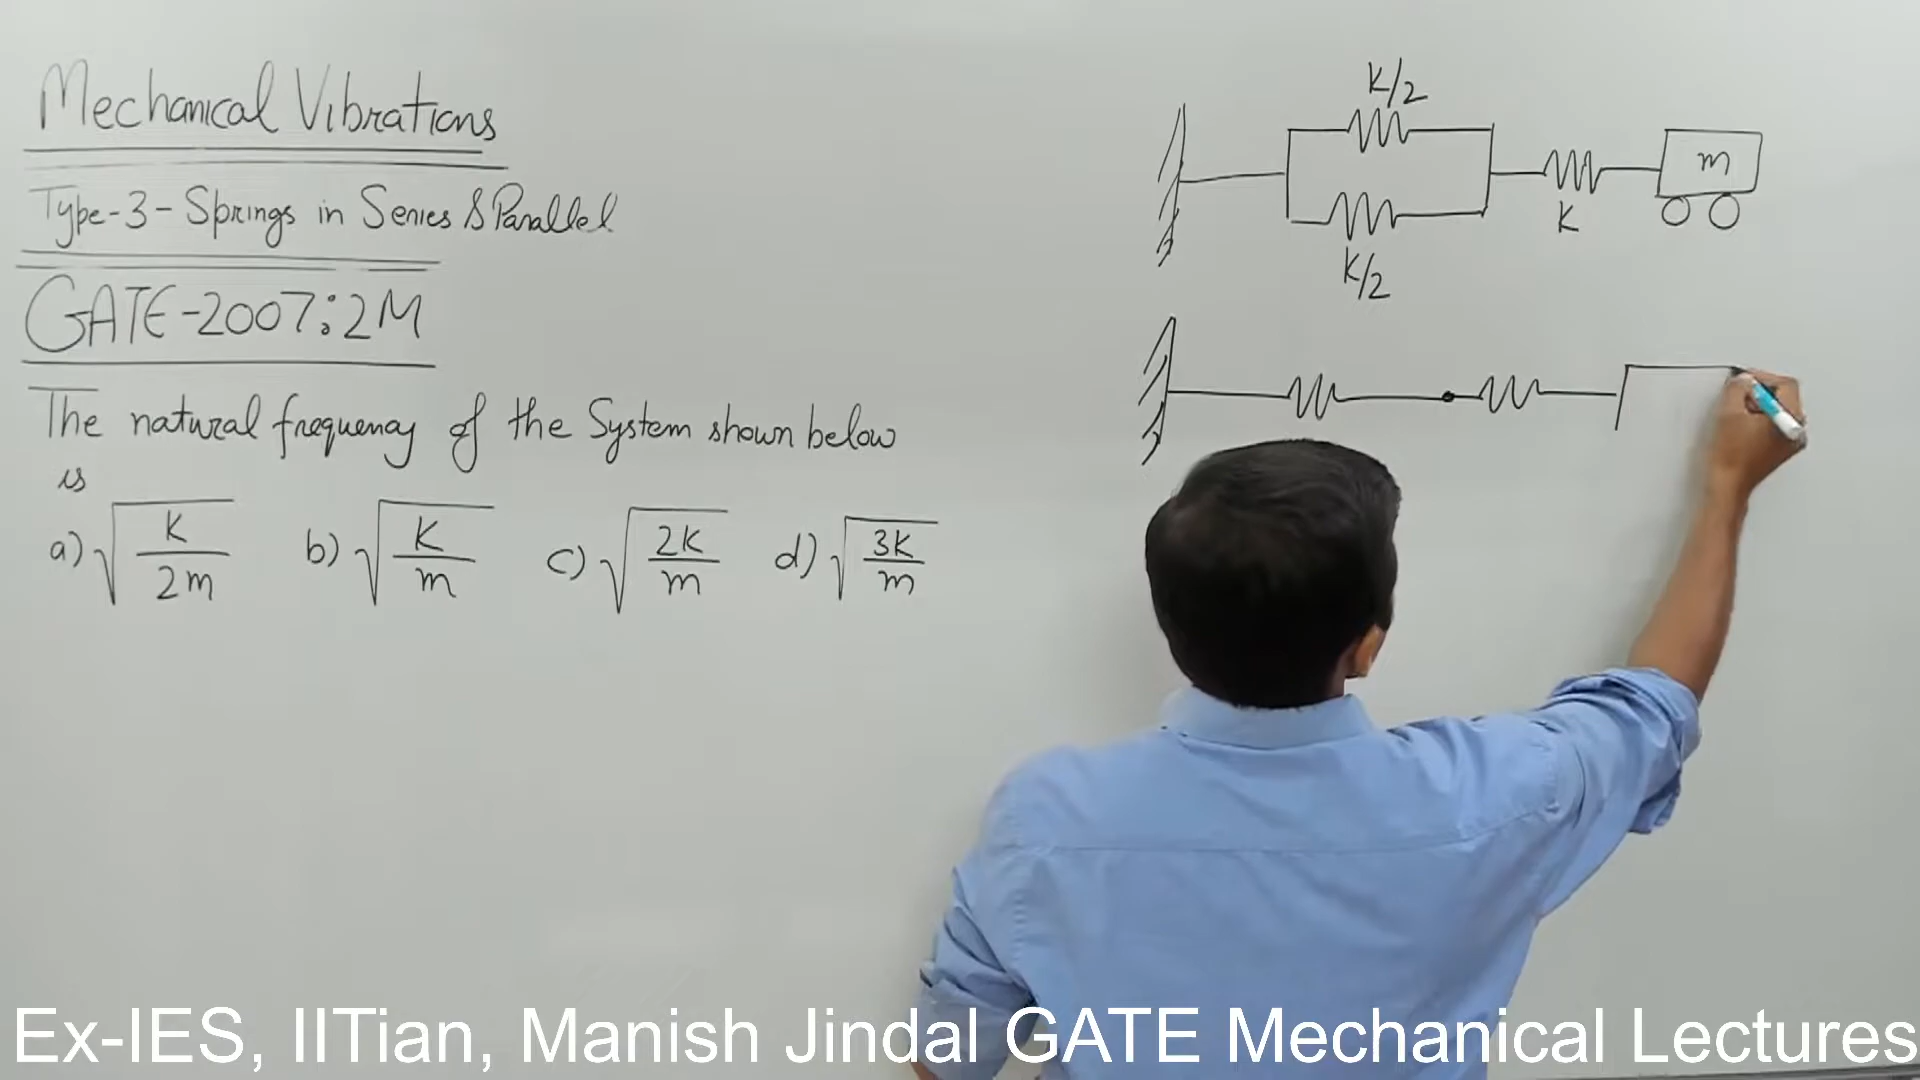 Mechanical Vibrations
Type-3-Springs in Series & Parallel
GATE-2007:2M
The natural frequency of the System shown below
is
a) √(K/2m) b) √(K/m) c) √(2K/m) d) √(3K/m)
K/2
m
K
K/2
Ex-IES, IITian, Manish Jindal GATE Mechanical Lectures